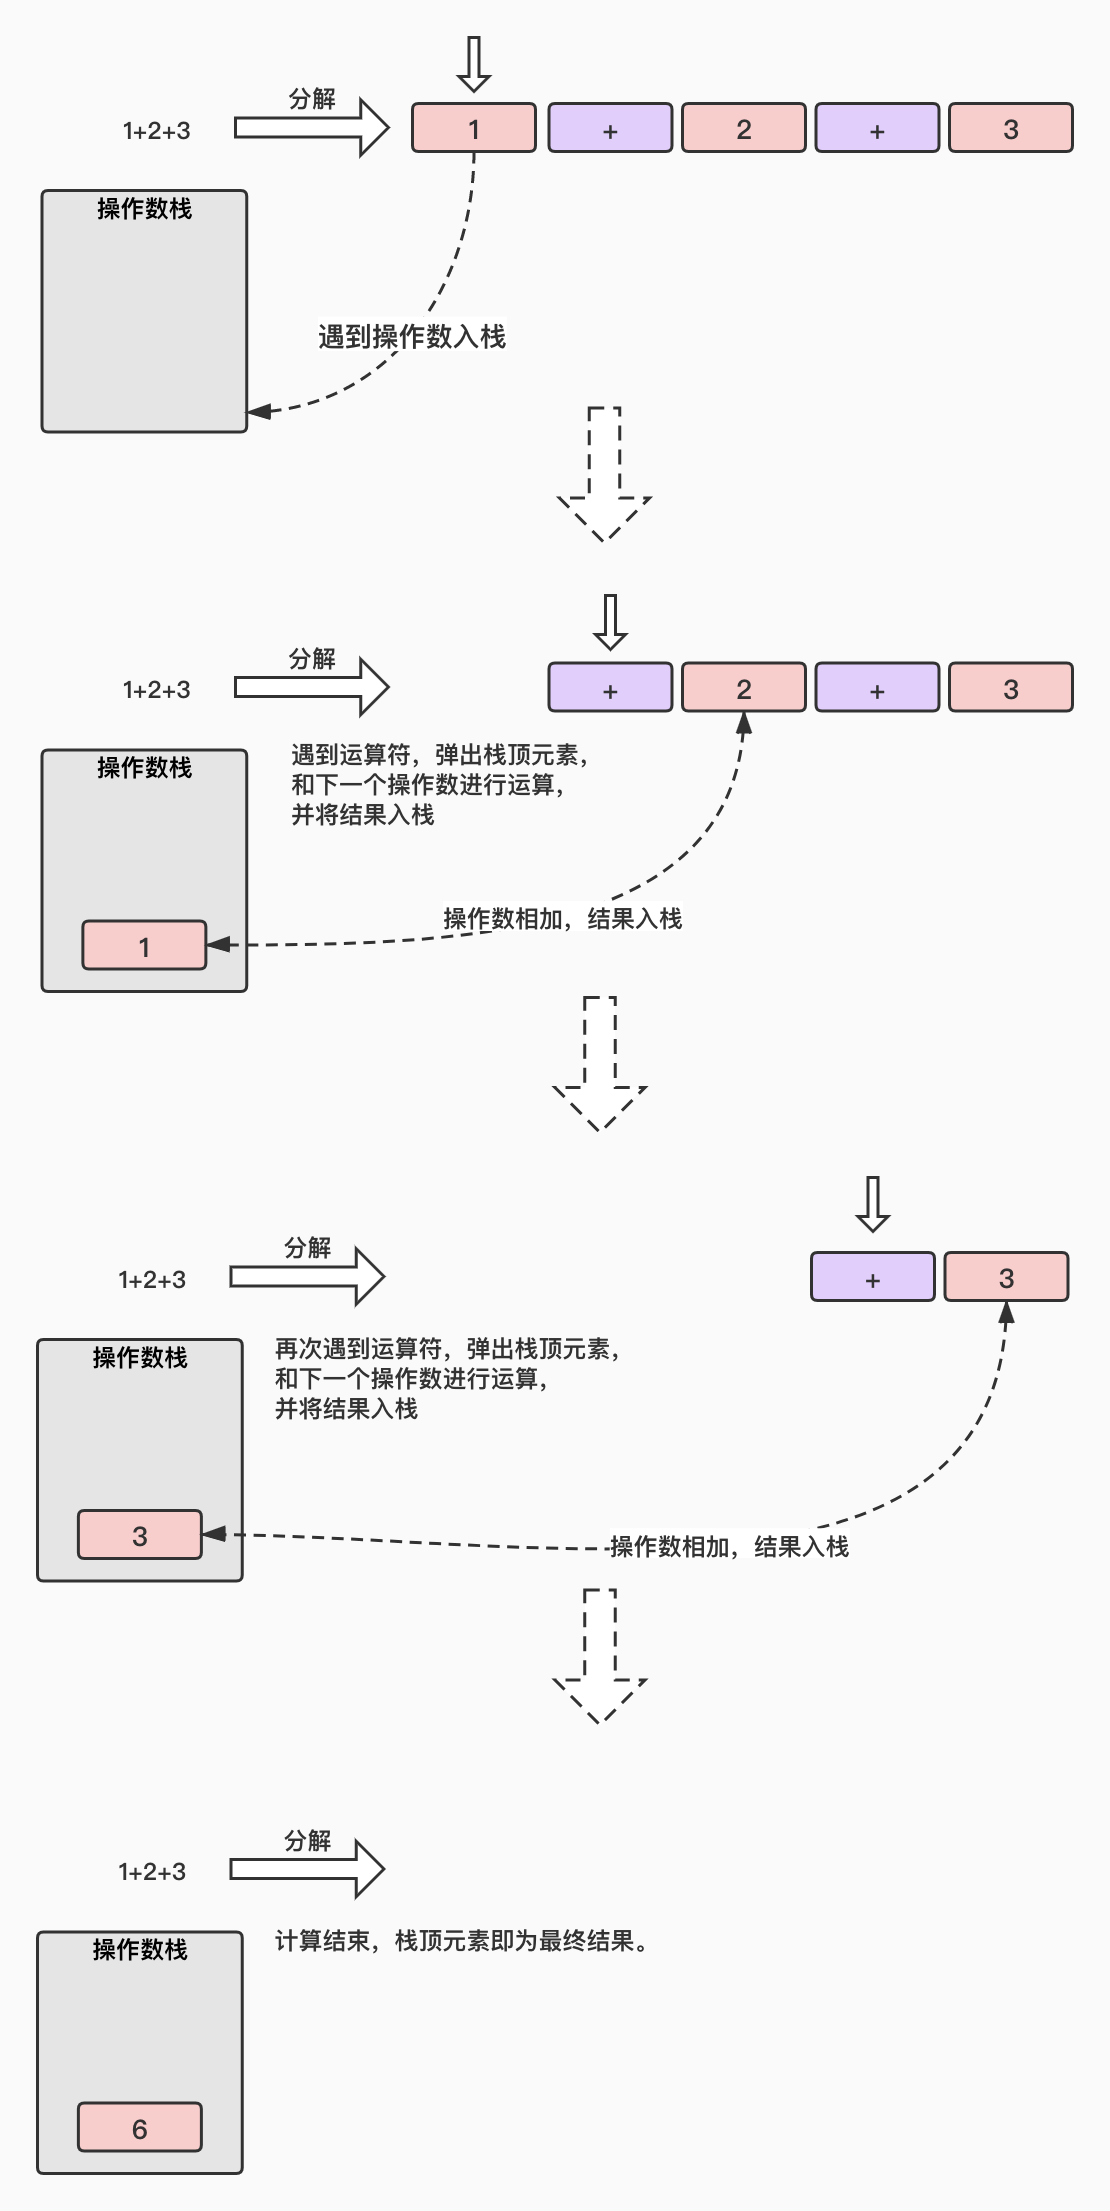 分解
1+2+3
1
+
2
+
3
操作数栈
遇到操作数入栈
分解
1+2+3
+
2
+
3
操作数栈
遇到运算符，弹出栈顶元素，
和下一个操作数进行运算，
并将结果入栈
操作数相加，结果入栈
1
分解
1+2+3
+
3
操作数栈
再次遇到运算符，弹出栈顶元素，
和下一个操作数进行运算，
并将结果入栈
3
操作数相加，结果入栈
分解
1+2+3
操作数栈
计算结束，栈顶元素即为最终结果。
6